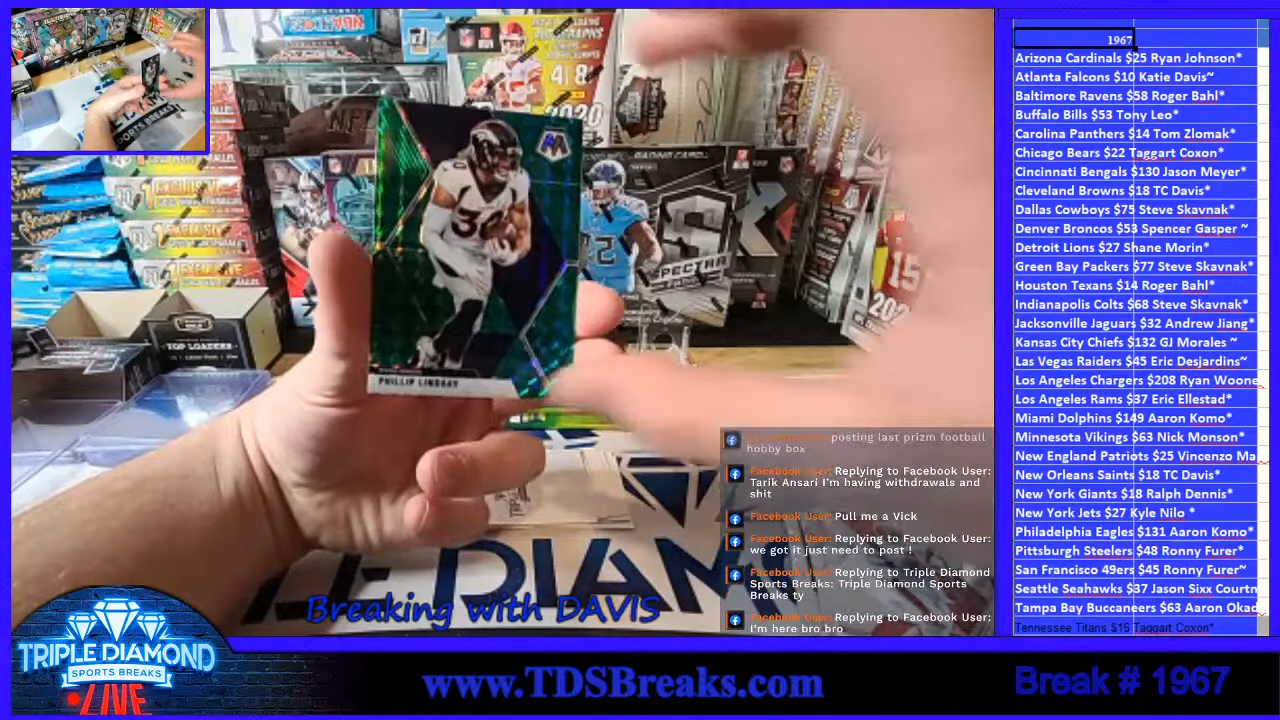 1967
Arizona Cardinals $25 Ryan Johnson*
Atlanta Falcons $10 Katie Davis~
Baltimore Ravens $58 Roger Bahl*
Buffalo Bills $53 Tony Leo*
Carolina Panthers $14 Tom Zlomak*
Chicago Bears $22 Taggart Coxon*
Cincinnati Bengals $130 Jason Meyer*
Cleveland Browns $18 TC Davis*
Dallas Cowboys $75 Steve Skavnak*
Denver Broncos $53 Spencer Gasper ~
Detroit Lions $27 Shane Morin*
Green Bay Packers $77 Steve Skavnak*
Houston Texans $14 Roger Bahl*
Indianapolis Colts $68 Steve Skavnak*
Jacksonville Jaguars $32 Andrew Jiang*
Kansas City Chiefs $132 GJ Morales ~
Las Vegas Raiders $45 Eric Desjardins~
Los Angeles Chargers $208 Ryan Woone
Los Angeles Rams $37 Eric Ellestad*
Miami Dolphins $149 Aaron Komo*
Minnesota Vikings $63 Nick Monson*
New England Patriots $25 Vincenzo Ma
New Orleans Saints $18 TC Davis*
New York Giants $18 Ralph Dennis*
New York Jets $27 Kyle Nilo *
Philadelphia Eagles $131 Aaron Komo*
Pittsburgh Steelers $48 Ronny Furer*
San Francisco 49ers $45 Ronny Furer~
Seattle Seahawks $37 Jason Sixx Courtn
Tampa Bay Buccaneers $63 Aaron Okad
Tennessee Titans $16 Taggart Coxon*
AUTOGRAPHS
4 8
2020
NFL
SPECTRA
TOP LOADERS
30
M
PHILLIP LINDSAY
posting last prizm football
hobby box
Facebook User: Replying to Facebook User:
Tarik Ansari I'm having withdrawals and
shit
Facebook User: Pull me a Vick
Facebook User: Replying to Facebook User:
we got it just need to post !
Facebook User: Replying to Triple Diamond
Sports Breaks: Triple Diamond Sports
Breaks ty
Facebook User: Replying to Facebook User:
I'm here bro bro
Breaking with DAVIS
TRIPLE DIAMOND
SPORTS BREAKS
LIVE
www.TDSBreaks.com
Break # 1967